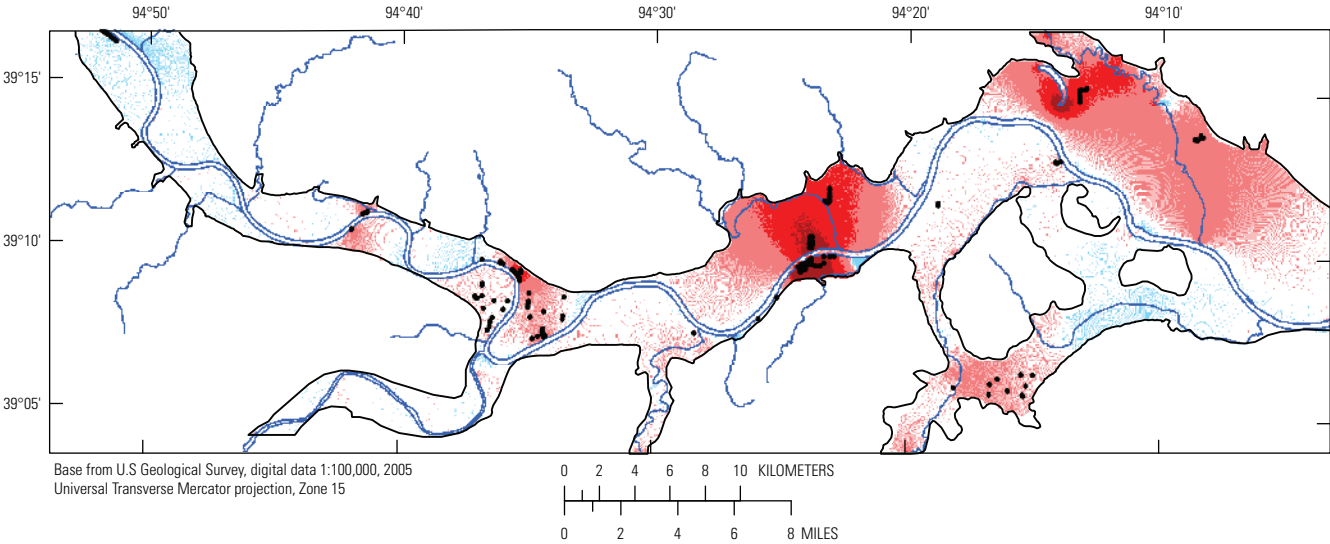 94°50' 94°40' 94°30' 94°20' 94°10'
39°15'
39°10'
39°05'
Base from U.S Geological Survey, digital data 1:100,000, 2005
Universal Transverse Mercator projection, Zone 15
0 2 4 6 8 10 KILOMETERS
0 2 4 6 8 MILES